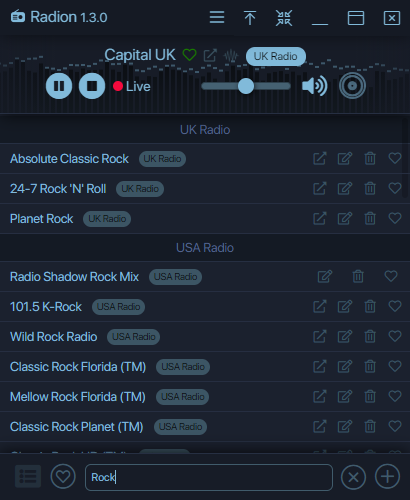 Radion 1.3.0
Capital UK UK Radio
Live
UK Radio
Absolute Classic Rock UK Radio
24-7 Rock 'N' Roll UK Radio
Planet Rock UK Radio
USA Radio
Radio Shadow Rock Mix USA Radio
101.5 K-Rock USA Radio
Wild Rock Radio USA Radio
Classic Rock Florida (TM) USA Radio
Mellow Rock Florida (TM) USA Radio
Classic Rock Planet (TM) USA Radio
Rock